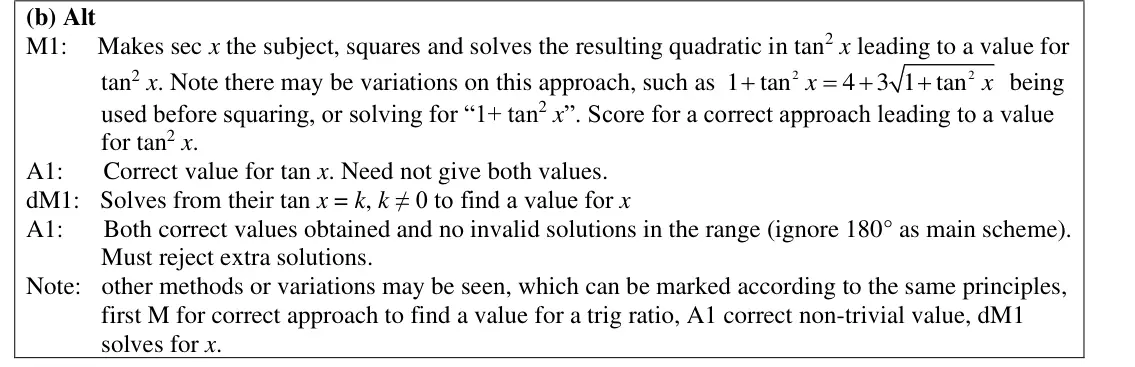 (b) Alt
M1: Makes sec x the subject, squares and solves the resulting quadratic in tan² x leading to a value for
tan² x. Note there may be variations on this approach, such as 1 + tan² x = 4 + 3√(1 + tan² x) being
used before squaring, or solving for “1+ tan² x”. Score for a correct approach leading to a value
for tan² x.
A1: Correct value for tan x. Need not give both values.
dM1: Solves from their tan x = k, k ≠ 0 to find a value for x
A1: Both correct values obtained and no invalid solutions in the range (ignore 180° as main scheme).
Must reject extra solutions.
Note: other methods or variations may be seen, which can be marked according to the same principles,
first M for correct approach to find a value for a trig ratio, A1 correct non-trivial value, dM1
solves for x.